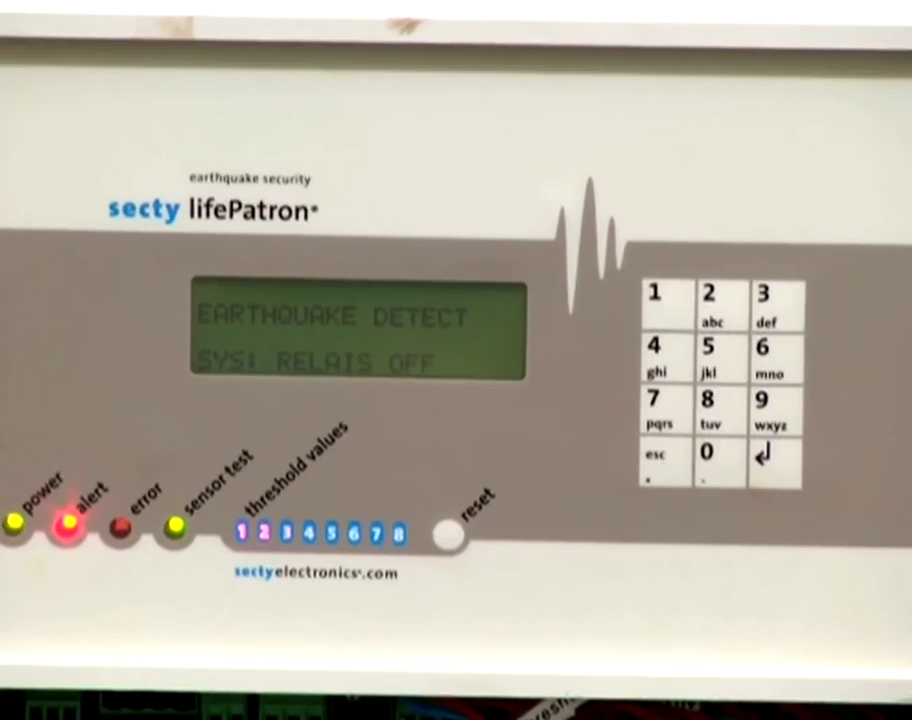 earthquake security
secty lifePatron®
EARTHQUAKE DETECT
SYS: RELAIS OFF
1
2 abc
3 def
4 ghi
5 jkl
6 mno
7 pqrs
8 tuv
9 wxyz
esc .
0 .
power
alert
error
sensor test
threshold values
1 2 3 4 5 6 7 8
reset
sectyelectronics®.com